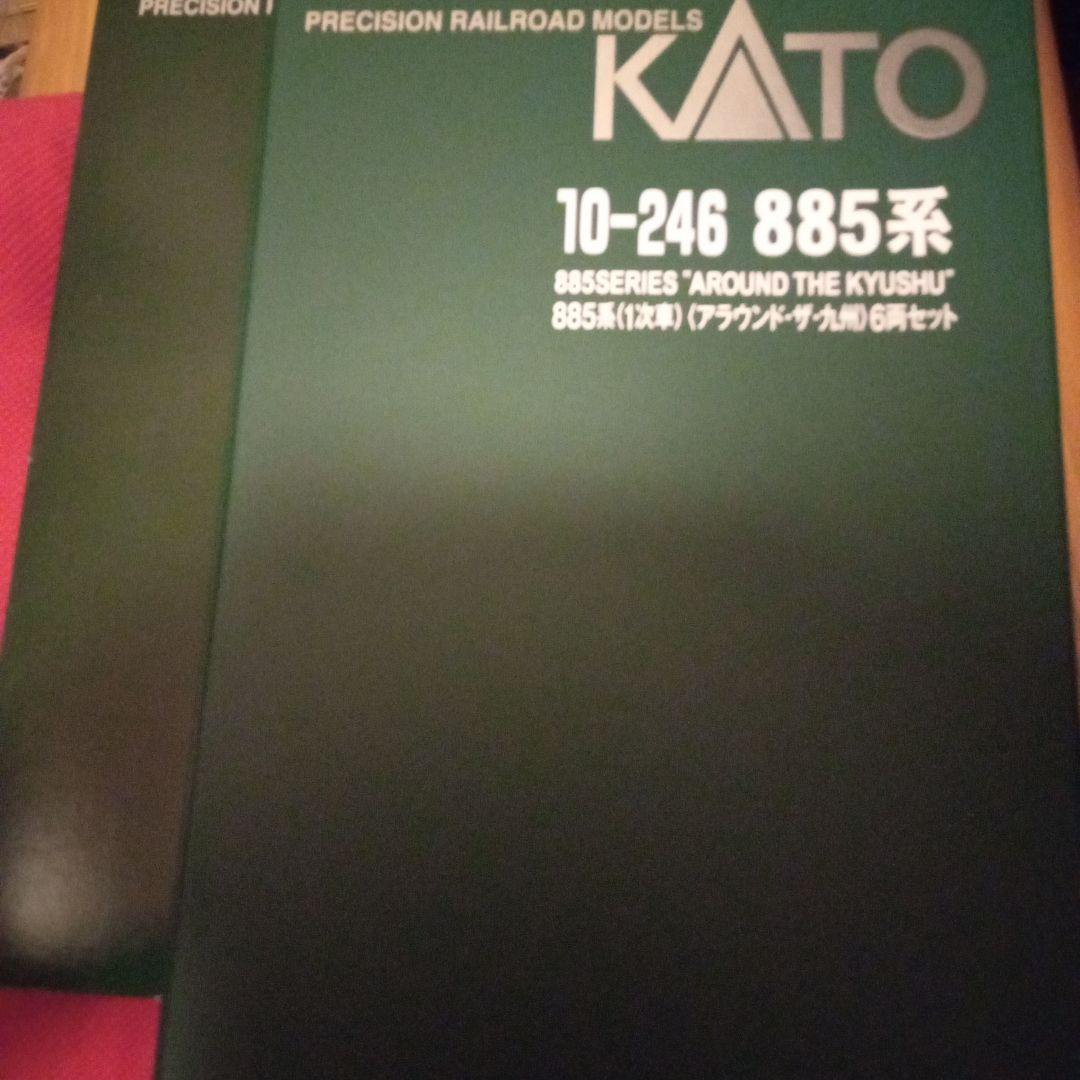 PRECISION
PRECISION RAILROAD MODELS
KATO
10-246 885系
885SERIES "AROUND THE KYUSHU"
885系(1次車)(アラウンド・ザ・九州)6両セット